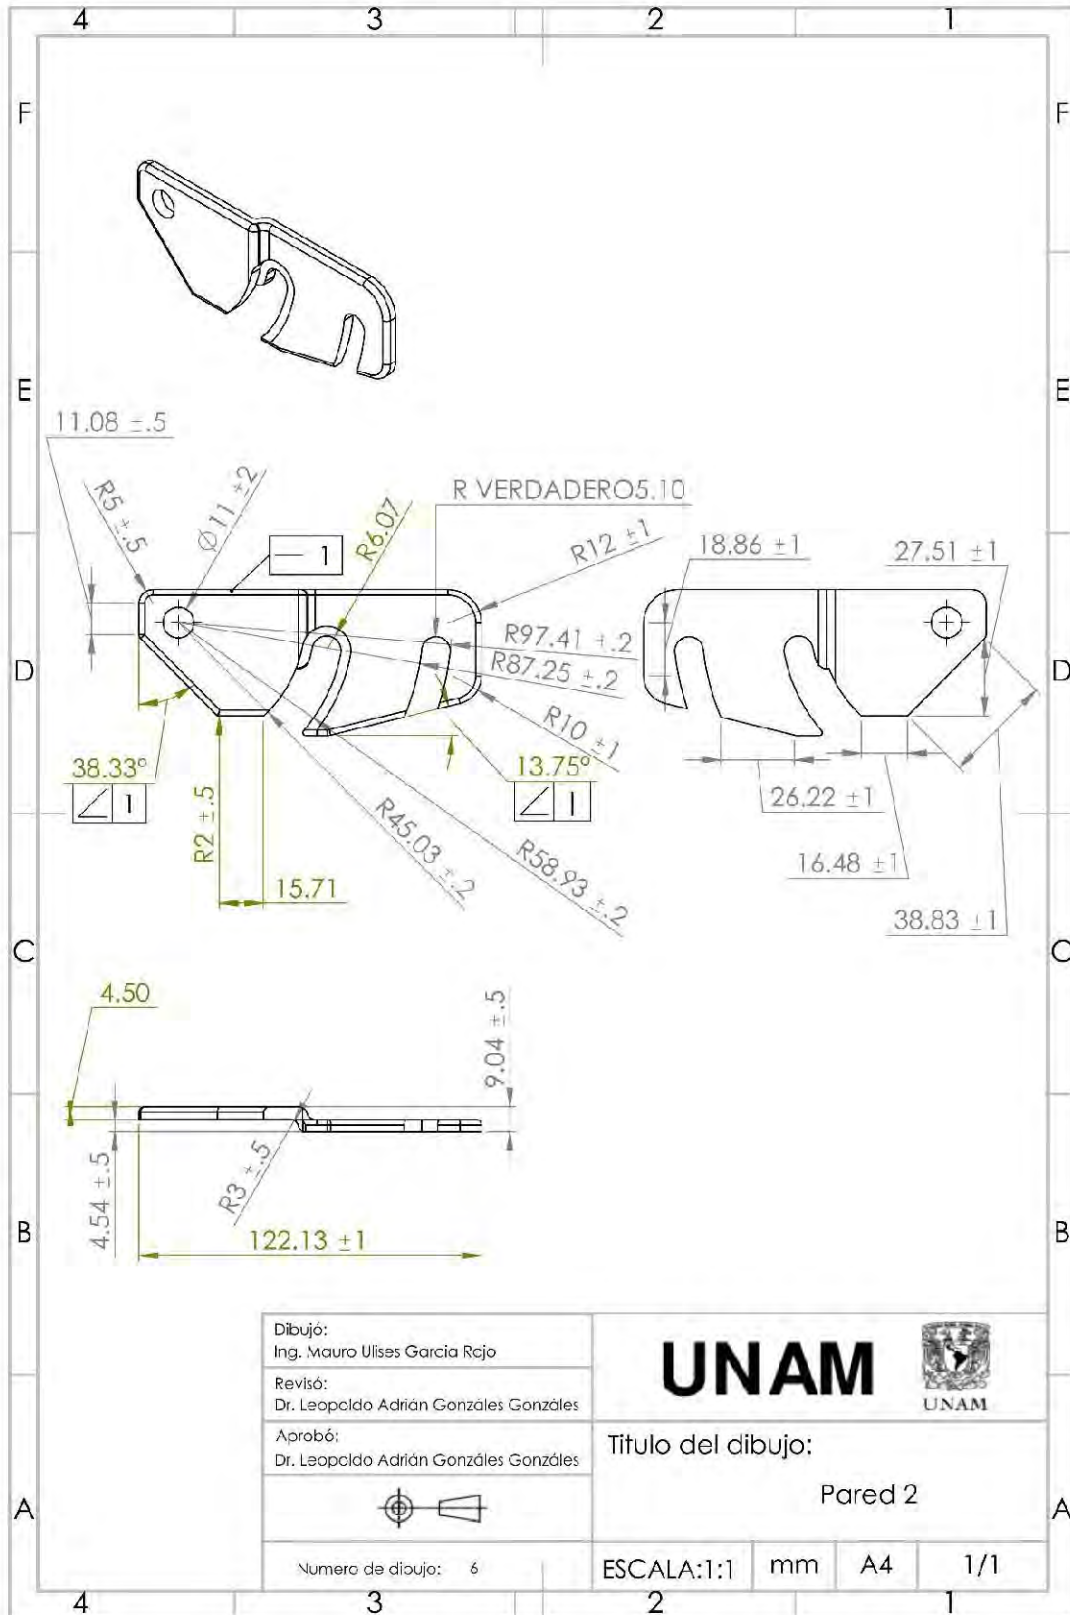 4 3 2 1
F F
E E
11.08 ±.5
R5 ±.5
Ø11 ±2
R6.07
R VERDADERO5.10
— 1
R12 ±1
18.86 ±1
27.51 ±1
R97.41 ±.2
R87.25 ±.2
D D
R10 ±1
38.33°
∠ 1
13.75°
∠ 1
R2 ±.5
15.71
R45.03 ±.2
R58.93 ±.2
26.22 ±1
16.48 ±1
38.83 ±1
C C
4.50
9.04 ±.5
4.54 ±.5
R3 ±.5
122.13 ±1
B B
Dibujó:
Ing. Mauro Ulises Garcia Rojo
Revisó:
Dr. Leopoldo Adrián Gonzáles Gonzáles
Aprobó:
Dr. Leopoldo Adrián Gonzáles Gonzáles
UNAM
UNAM
Titulo del dibujo:
Pared 2
A A
Numero de dibujo: 6
ESCALA:1:1 mm A4 1/1
4 3 2 1